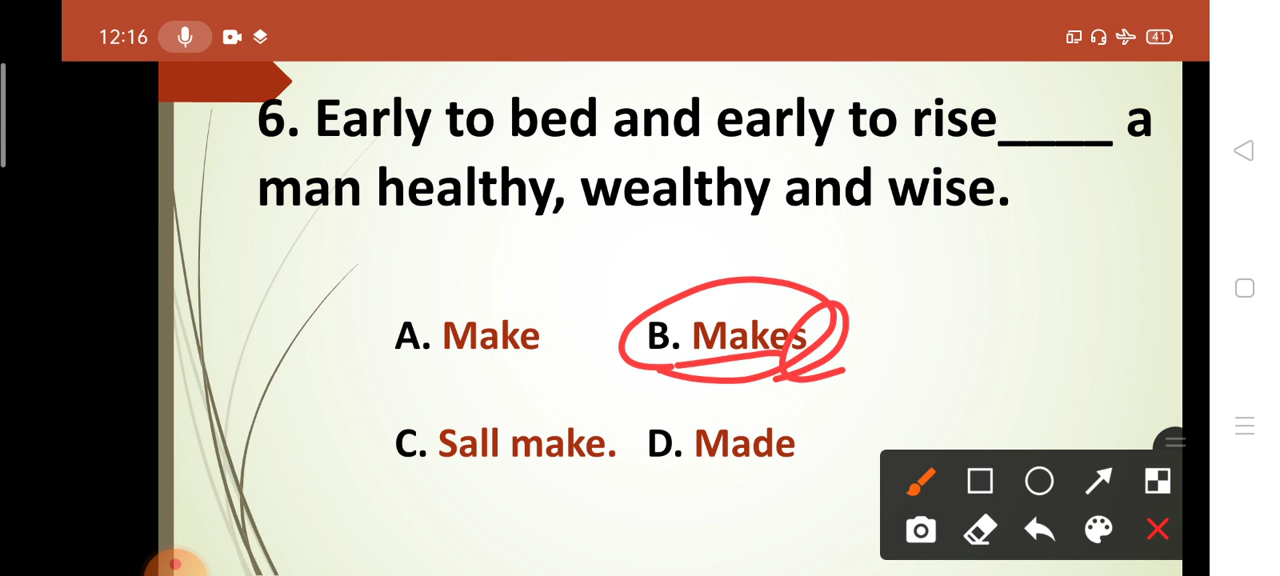 12:16
41
6. Early to bed and early to rise____ a
man healthy, wealthy and wise.
A. Make B. Makes
C. Sall make. D. Made